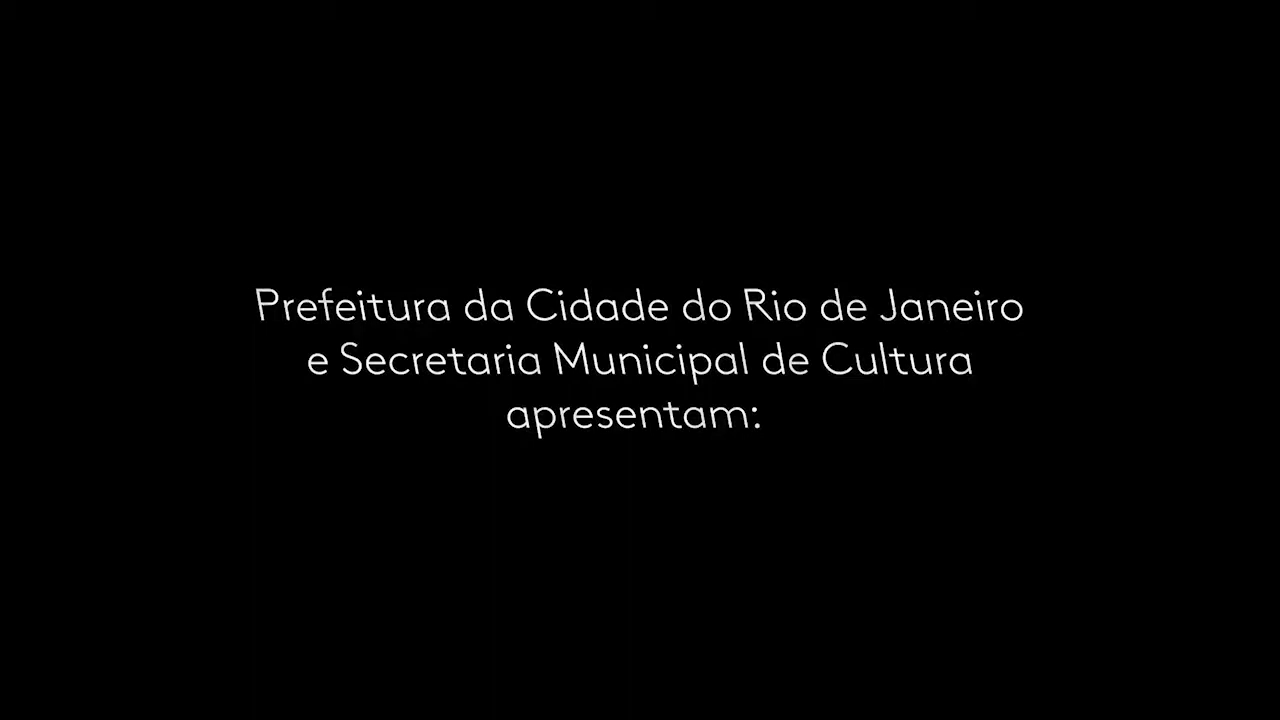 Prefeitura da Cidade do Rio de Janeiro
e Secretaria Municipal de Cultura
apresentam: